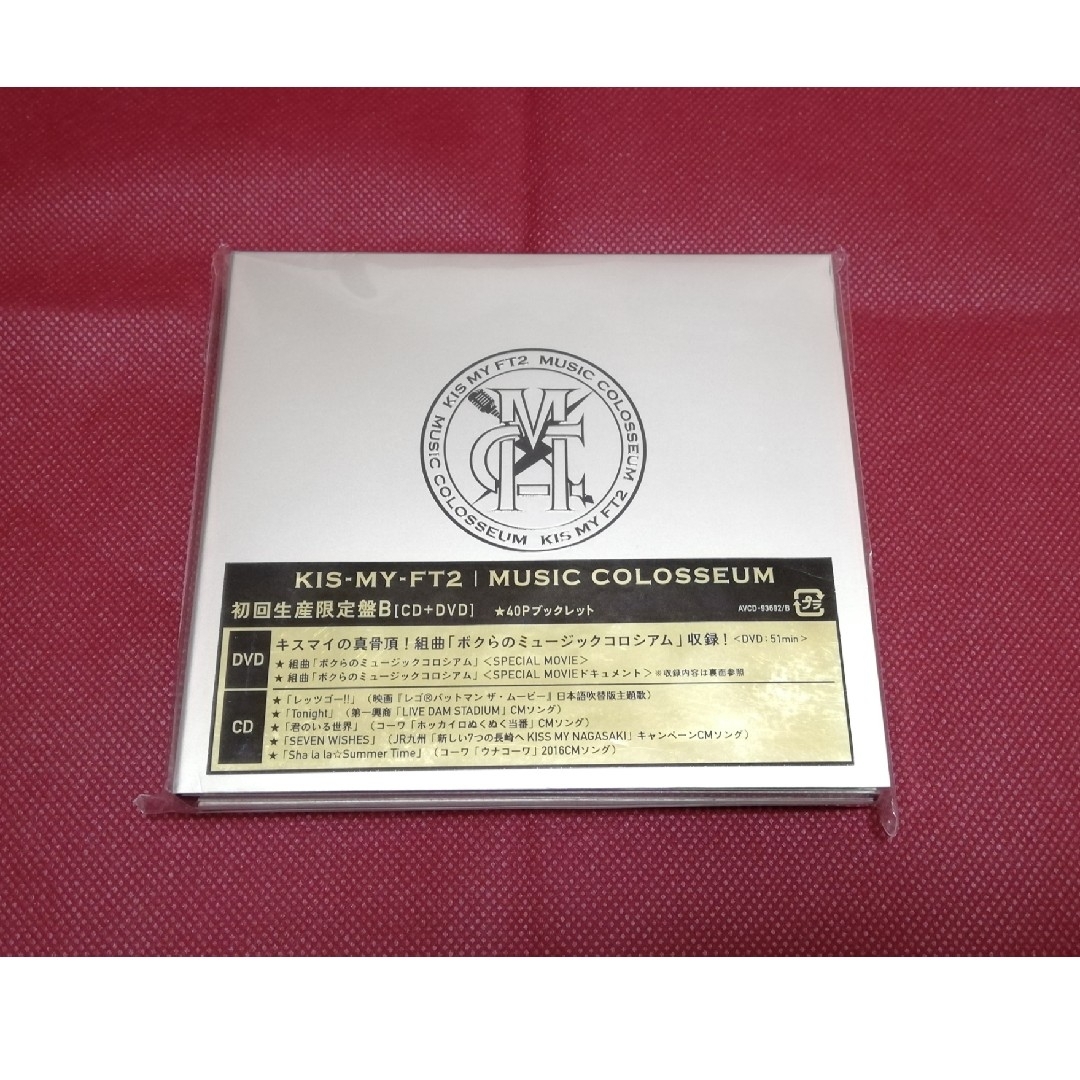 KIS MY FT2 MUSIC COLOSSEUM
KIS MY FT2 MUSIC COLOSSEUM
KIS-MY-FT2 | MUSIC COLOSSEUM
初回生産限定盤B[CD+DVD] ★40Pブックレット
AVCD-93602/B プラ
DVD
キスマイの真骨頂！組曲「ボクらのミュージックコロシアム」収録！<DVD:51min>
★ 組曲「ボクらのミュージックコロシアム」<SPECIAL MOVIE>
★ 組曲「ボクらのミュージックコロシアム」<SPECIAL MOVIEドキュメント> ※収録内容は裏面参照
CD
★「レッツゴー!!」（映画『レゴ®バットマン ザ・ムービー』日本語吹替版主題歌）
★「Tonight」（第一興商「LIVE DAM STADIUM」CMソング）
★「君のいる世界」（コーワ「ホッカイロぬくぬく当番」CMソング）
★「SEVEN WISHES」（JR九州「新しい7つの長崎へ KISS MY NAGASAKI」キャンペーンCMソング）
★「Sha la la☆Summer Time」（コーワ「ウナコーワ」2016CMソング）